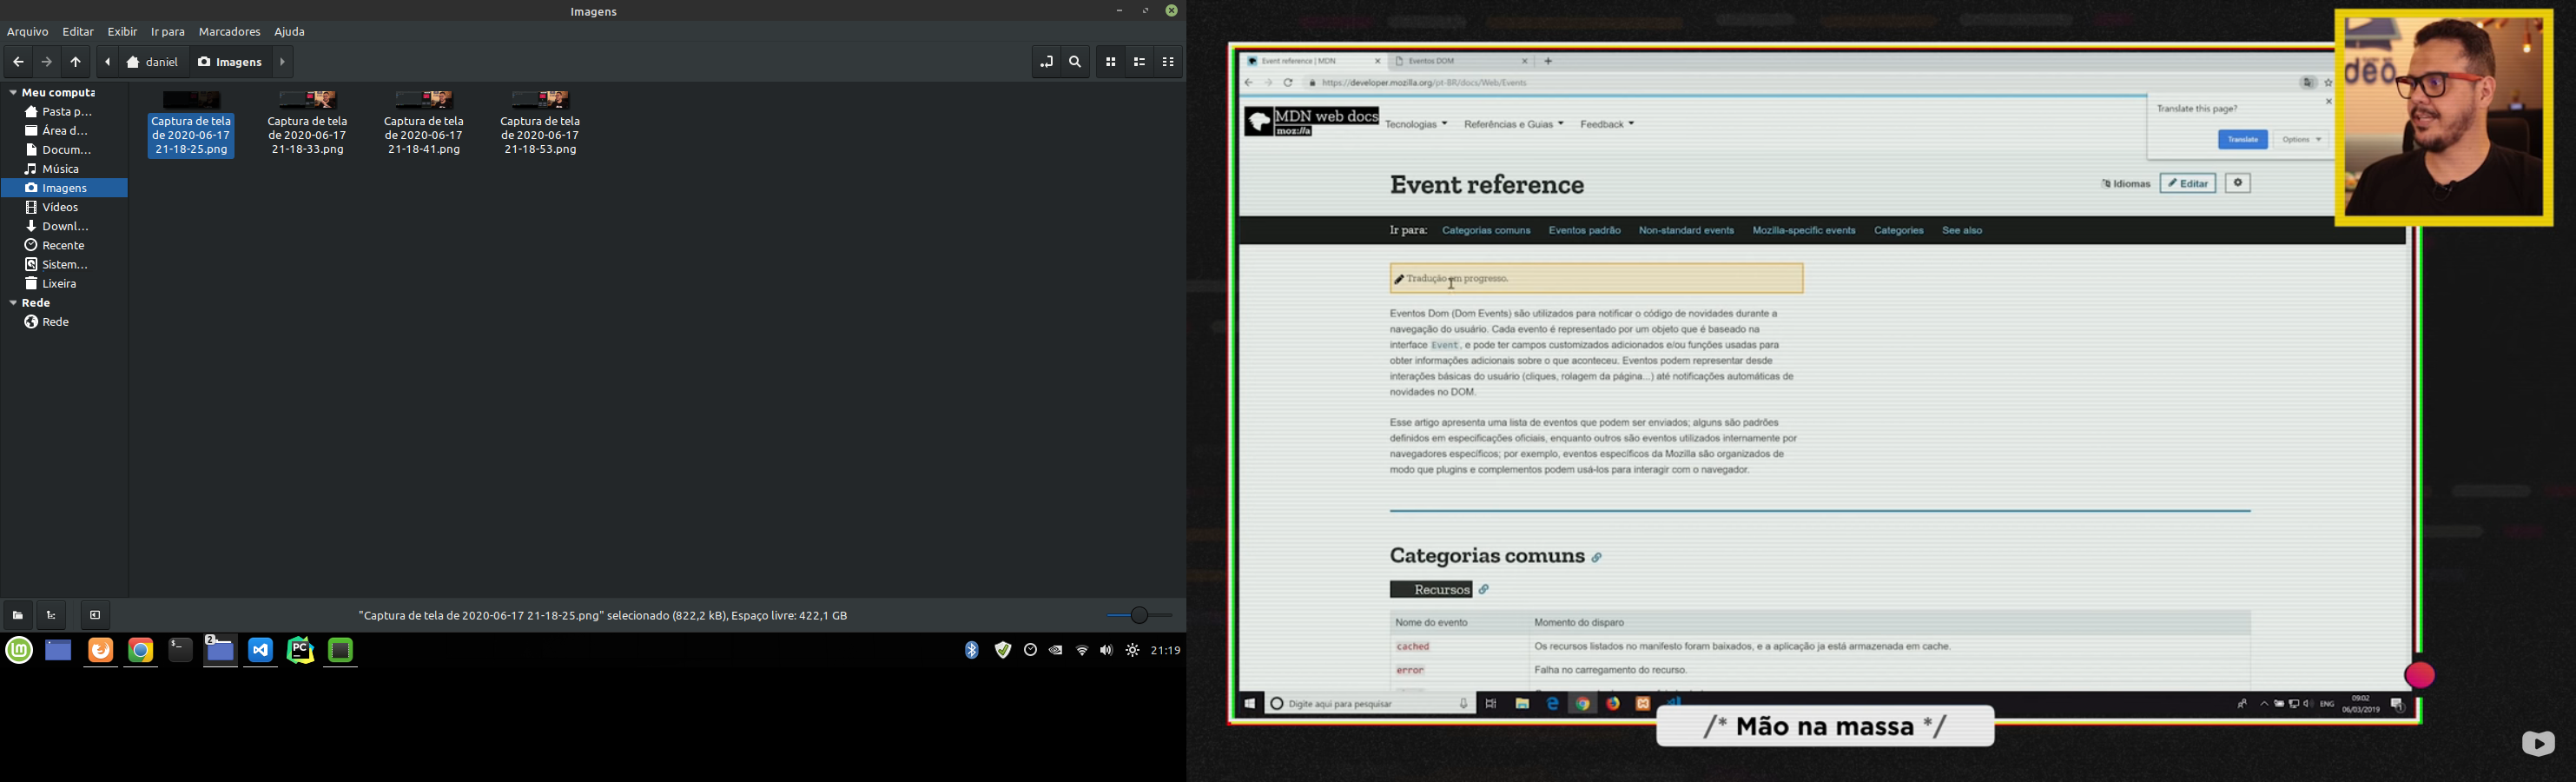 Imagens
Arquivo Editar Exibir Ir para Marcadores Ajuda
daniel Imagens
Meu computa
Pasta p...
Área d...
Docum...
Música
Imagens
Vídeos
Downl...
Recente
Sistem...
Lixeira
Rede
Rede
Captura de tela
de 2020-06-17
21-18-25.png
Captura de tela
de 2020-06-17
21-18-33.png
Captura de tela
de 2020-06-17
21-18-41.png
Captura de tela
de 2020-06-17
21-18-53.png
"Captura de tela de 2020-06-17 21-18-25.png" selecionado (822,2 kB), Espaço livre: 422,1 GB
2
PC
21:19
Event reference | MDN
Eventos DOM
https://developer.mozilla.org/pt-BR/docs/Web/Events
MDN web docs
moz://a
Tecnologias Referências e Guias Feedback
Translate this page?
Translate Options
Event reference
Idiomas Editar
Ir para: Categorias comuns Eventos padrão Non-standard events Mozilla-specific events Categories See also
Tradução em progresso.
Eventos Dom (Dom Events) são utilizados para notificar o código de novidades durante a
navegação do usuário. Cada evento é representado por um objeto que é baseado na
interface Event, e pode ter campos customizados adicionados e/ou funções usadas para
obter informações adicionais sobre o que aconteceu. Eventos podem representar desde
interações básicas do usuário (cliques, rolagem da página...) até notificações automáticas de
novidades no DOM.
Esse artigo apresenta uma lista de eventos que podem ser enviados; alguns são padrões
definidos em especificações oficiais, enquanto outros são eventos utilizados internamente por
navegadores específicos; por exemplo, eventos específicos da Mozilla são organizados de
modo que plugins e complementos podem usá-los para interagir com o navegador.
Categorias comuns
Recursos
Nome do evento Momento do disparo
cached Os recursos listados no manifesto foram baixados, e a aplicação já está armazenada em cache.
error Falha no carregamento do recurso.
Digite aqui para pesquisar
ENG
09:02
06/03/2019
/* Mão na massa */